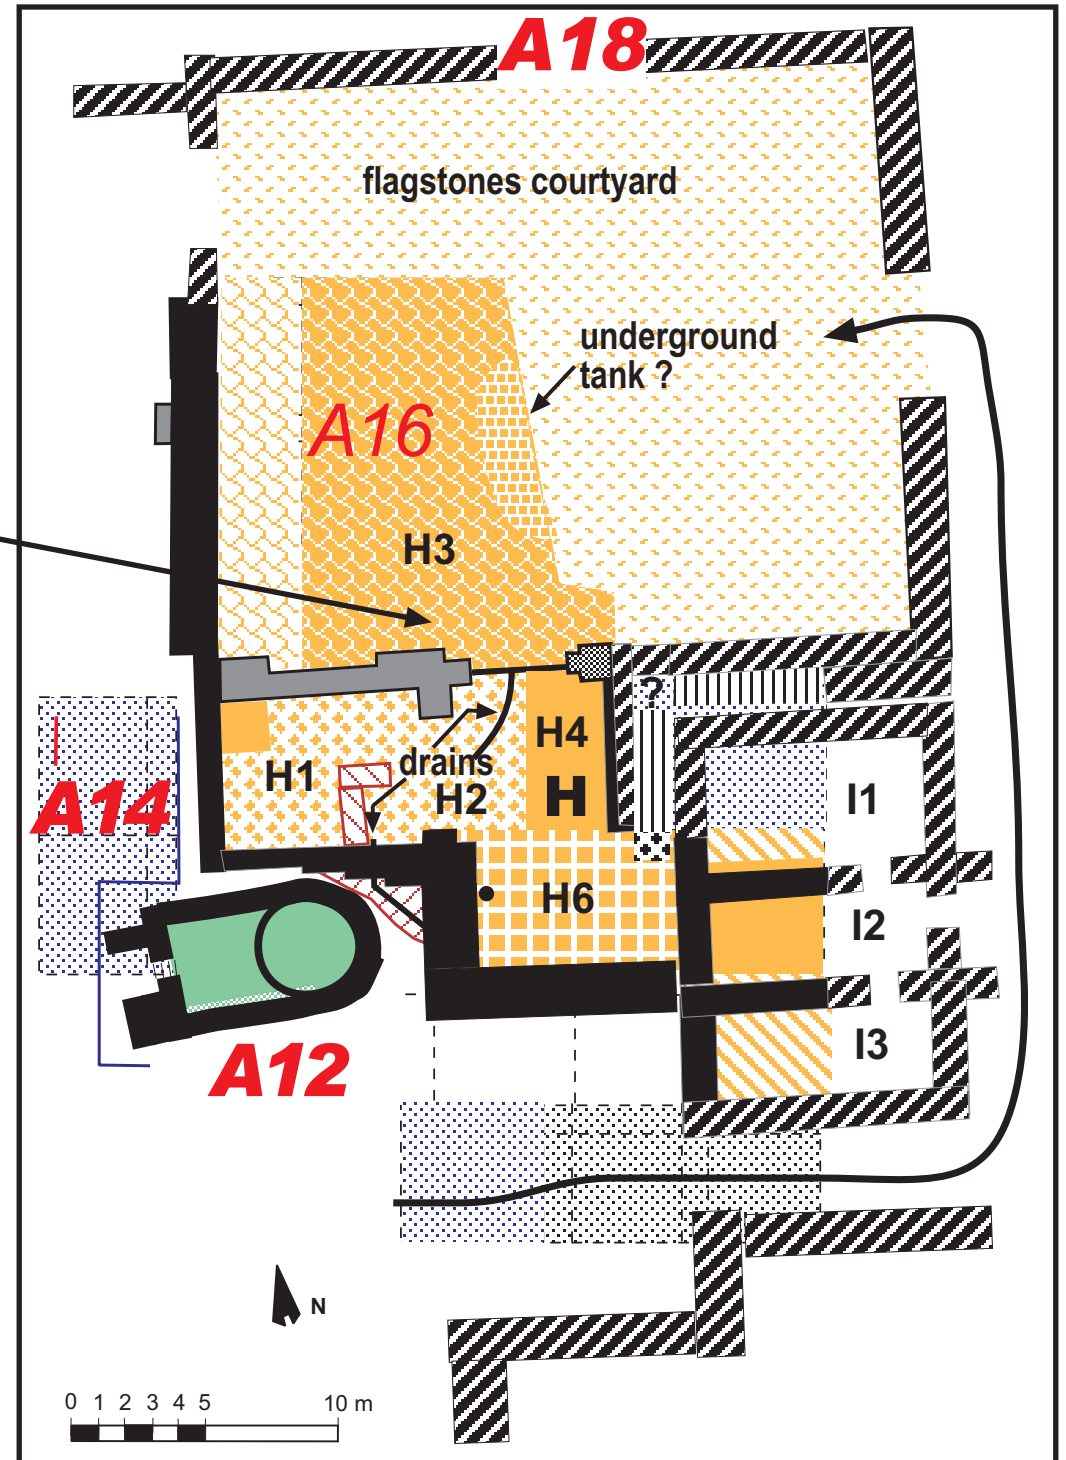 A18
flagstones courtyard
underground
tank ?
A16
H3
?
H4
drains
H1
H2
H
I1
A14
H6
I2
I3
A12
N
0 1 2 3 4 5 10 m